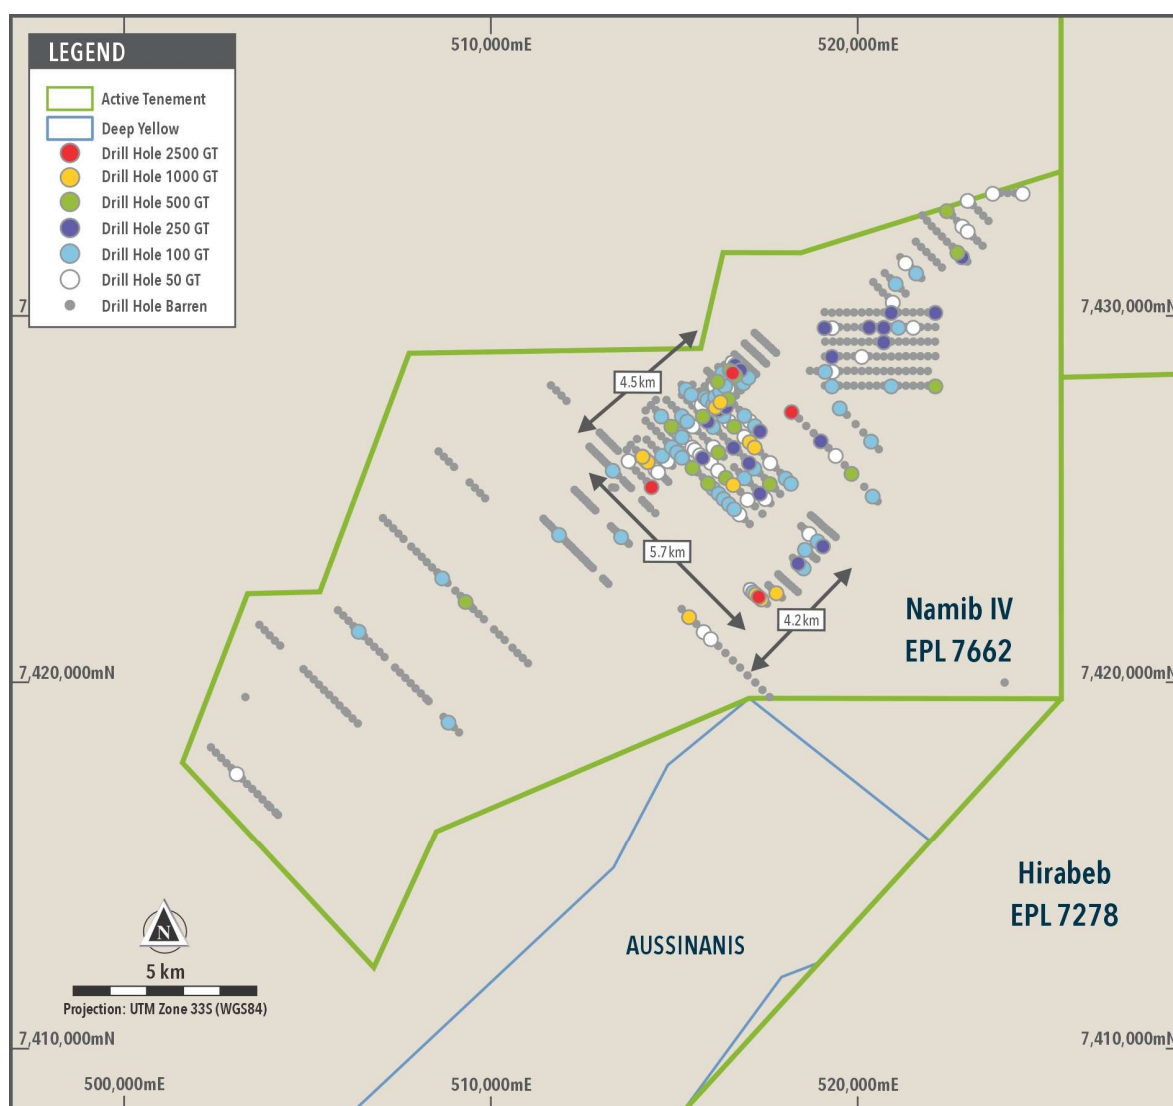 510,000mE
520,000mE
LEGEND
Active Tenement
Deep Yellow
Drill Hole 2500 GT
Drill Hole 1000 GT
Drill Hole 500 GT
Drill Hole 250 GT
Drill Hole 100 GT
Drill Hole 50 GT
Drill Hole Barren
7,430,000mN
4.5km
5.7km
4.2km
Namib IV
EPL 7662
7,420,000mN
7,420,000mN
Hirabeb
EPL 7278
AUSSINANIS
N
5 km
Projection: UTM Zone 33S (WGS84)
7,410,000mN
7,410,000mN
500,000mE
510,000mE
520,000mE